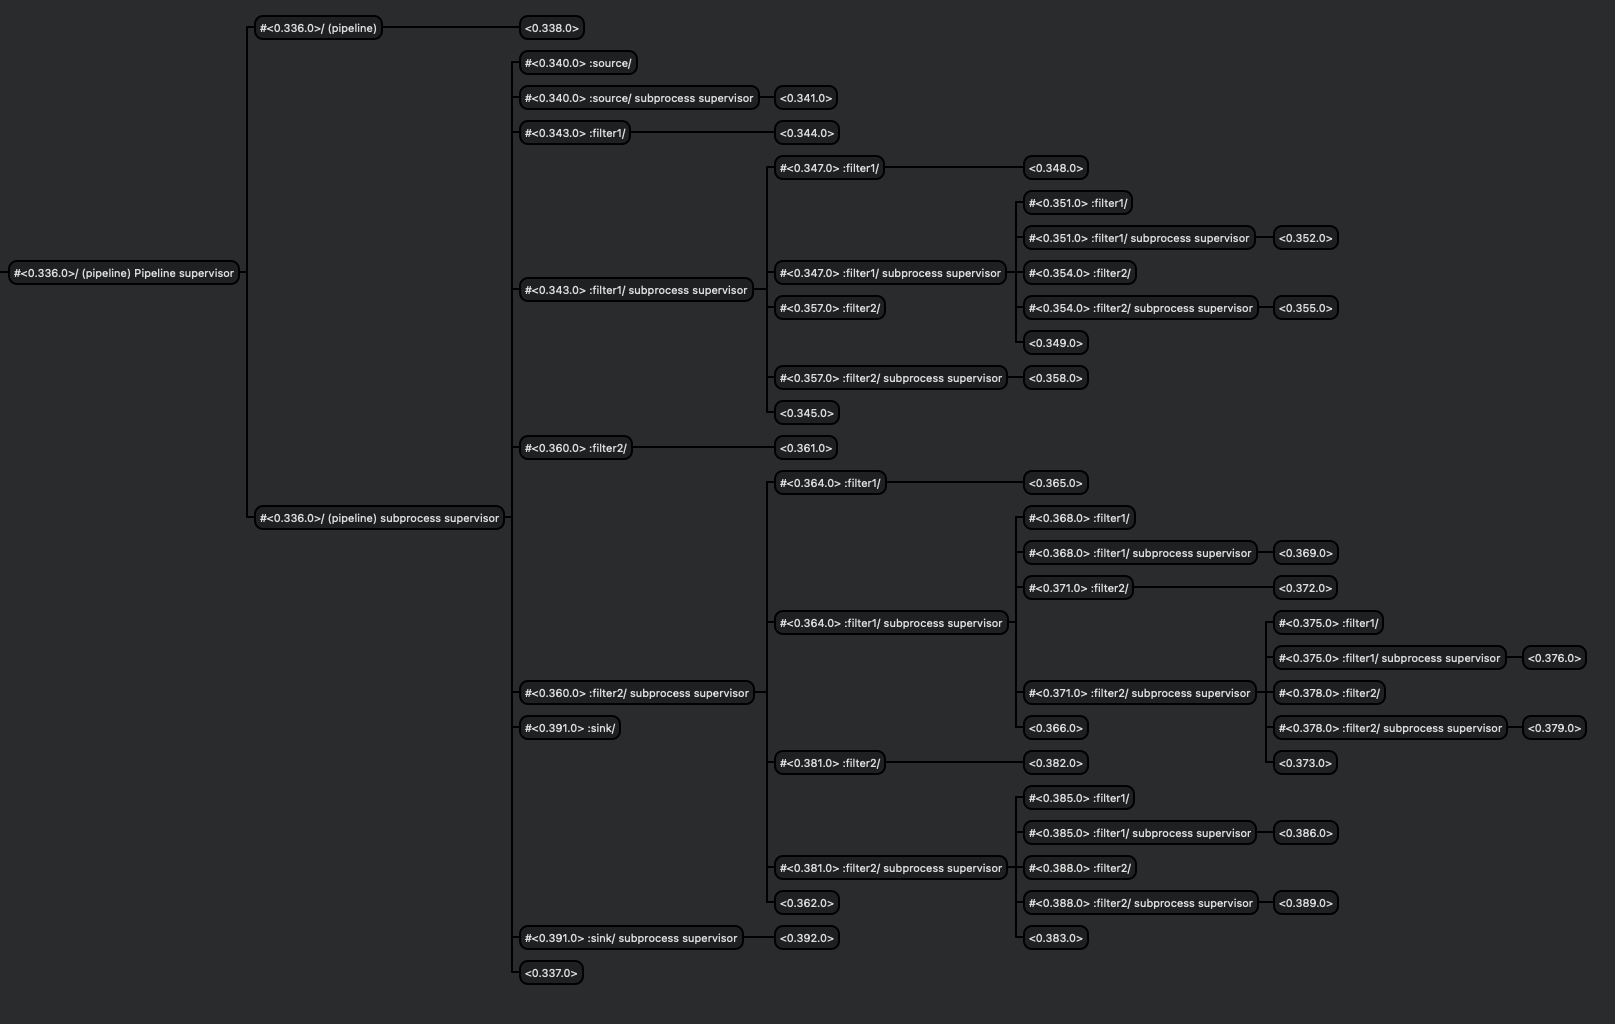 #<0.336.0>/ (pipeline)
<0.338.0>
#<0.340.0> :source/
#<0.340.0> :source/ subprocess supervisor
<0.341.0>
#<0.343.0> :filter1/
<0.344.0>
#<0.347.0> :filter1/
<0.348.0>
#<0.351.0> :filter1/
#<0.351.0> :filter1/ subprocess supervisor
<0.352.0>
#<0.336.0>/ (pipeline) Pipeline supervisor
#<0.347.0> :filter1/ subprocess supervisor
#<0.354.0> :filter2/
#<0.343.0> :filter1/ subprocess supervisor
#<0.357.0> :filter2/
#<0.354.0> :filter2/ subprocess supervisor
<0.355.0>
<0.349.0>
#<0.357.0> :filter2/ subprocess supervisor
<0.358.0>
<0.345.0>
#<0.360.0> :filter2/
<0.361.0>
#<0.364.0> :filter1/
<0.365.0>
#<0.336.0>/ (pipeline) subprocess supervisor
#<0.368.0> :filter1/
#<0.368.0> :filter1/ subprocess supervisor
<0.369.0>
#<0.371.0> :filter2/
<0.372.0>
#<0.364.0> :filter1/ subprocess supervisor
#<0.375.0> :filter1/
#<0.375.0> :filter1/ subprocess supervisor
<0.376.0>
#<0.360.0> :filter2/ subprocess supervisor
#<0.371.0> :filter2/ subprocess supervisor
#<0.378.0> :filter2/
#<0.391.0> :sink/
<0.366.0>
#<0.378.0> :filter2/ subprocess supervisor
<0.379.0>
#<0.381.0> :filter2/
<0.382.0>
<0.373.0>
#<0.385.0> :filter1/
#<0.385.0> :filter1/ subprocess supervisor
<0.386.0>
#<0.381.0> :filter2/ subprocess supervisor
#<0.388.0> :filter2/
<0.362.0>
#<0.388.0> :filter2/ subprocess supervisor
<0.389.0>
#<0.391.0> :sink/ subprocess supervisor
<0.392.0>
<0.383.0>
<0.337.0>